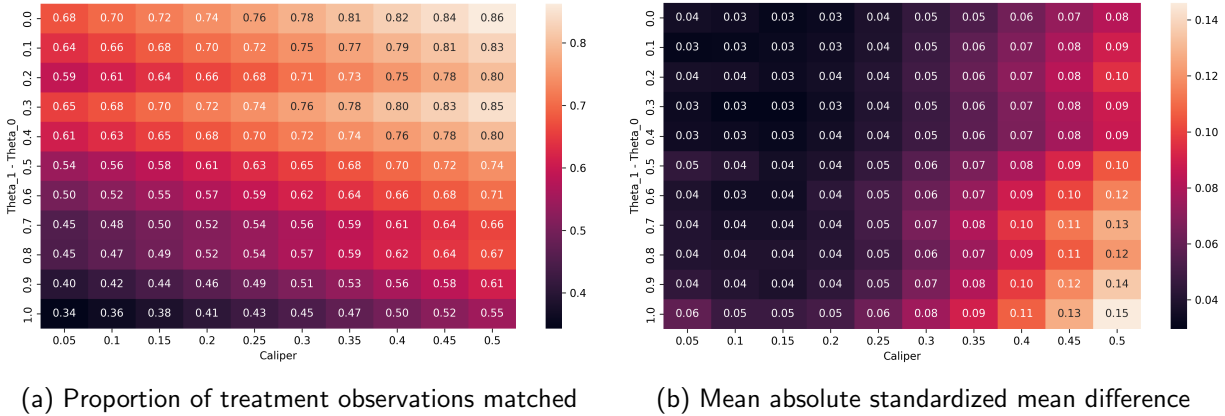 Theta_1 - Theta_0
0.0 0.68 0.70 0.72 0.74 0.76 0.78 0.81 0.82 0.84 0.86
0.1 0.64 0.66 0.68 0.70 0.72 0.75 0.77 0.79 0.81 0.83
0.2 0.59 0.61 0.64 0.66 0.68 0.71 0.73 0.75 0.78 0.80
0.3 0.65 0.68 0.70 0.72 0.74 0.76 0.78 0.80 0.83 0.85
0.4 0.61 0.63 0.65 0.68 0.70 0.72 0.74 0.76 0.78 0.80
0.5 0.54 0.56 0.58 0.61 0.63 0.65 0.68 0.70 0.72 0.74
0.6 0.50 0.52 0.55 0.57 0.59 0.62 0.64 0.66 0.68 0.71
0.7 0.45 0.48 0.50 0.52 0.54 0.56 0.59 0.61 0.64 0.66
0.8 0.45 0.47 0.49 0.52 0.54 0.57 0.59 0.62 0.64 0.67
0.9 0.40 0.42 0.44 0.46 0.49 0.51 0.53 0.56 0.58 0.61
1.0 0.34 0.36 0.38 0.41 0.43 0.45 0.47 0.50 0.52 0.55
0.05 0.1 0.15 0.2 0.25 0.3 0.35 0.4 0.45 0.5
Caliper
0.8
0.7
0.6
0.5
0.4
(a) Proportion of treatment observations matched
Theta_1 - Theta_0
0.0 0.04 0.03 0.03 0.03 0.04 0.05 0.05 0.06 0.07 0.08
0.1 0.03 0.03 0.03 0.03 0.04 0.05 0.06 0.07 0.08 0.09
0.2 0.04 0.04 0.03 0.04 0.04 0.05 0.06 0.07 0.08 0.10
0.3 0.03 0.03 0.03 0.03 0.04 0.05 0.06 0.07 0.08 0.09
0.4 0.03 0.03 0.03 0.04 0.04 0.05 0.06 0.07 0.08 0.09
0.5 0.05 0.04 0.04 0.04 0.05 0.06 0.07 0.08 0.09 0.10
0.6 0.04 0.03 0.04 0.04 0.05 0.06 0.07 0.09 0.10 0.12
0.7 0.04 0.04 0.04 0.04 0.05 0.07 0.08 0.10 0.11 0.13
0.8 0.04 0.04 0.04 0.04 0.05 0.06 0.07 0.09 0.11 0.12
0.9 0.04 0.04 0.04 0.04 0.05 0.07 0.08 0.10 0.12 0.14
1.0 0.06 0.05 0.05 0.05 0.06 0.08 0.09 0.11 0.13 0.15
0.05 0.1 0.15 0.2 0.25 0.3 0.35 0.4 0.45 0.5
Caliper
0.14
0.12
0.10
0.08
0.06
0.04
(b) Mean absolute standardized mean difference